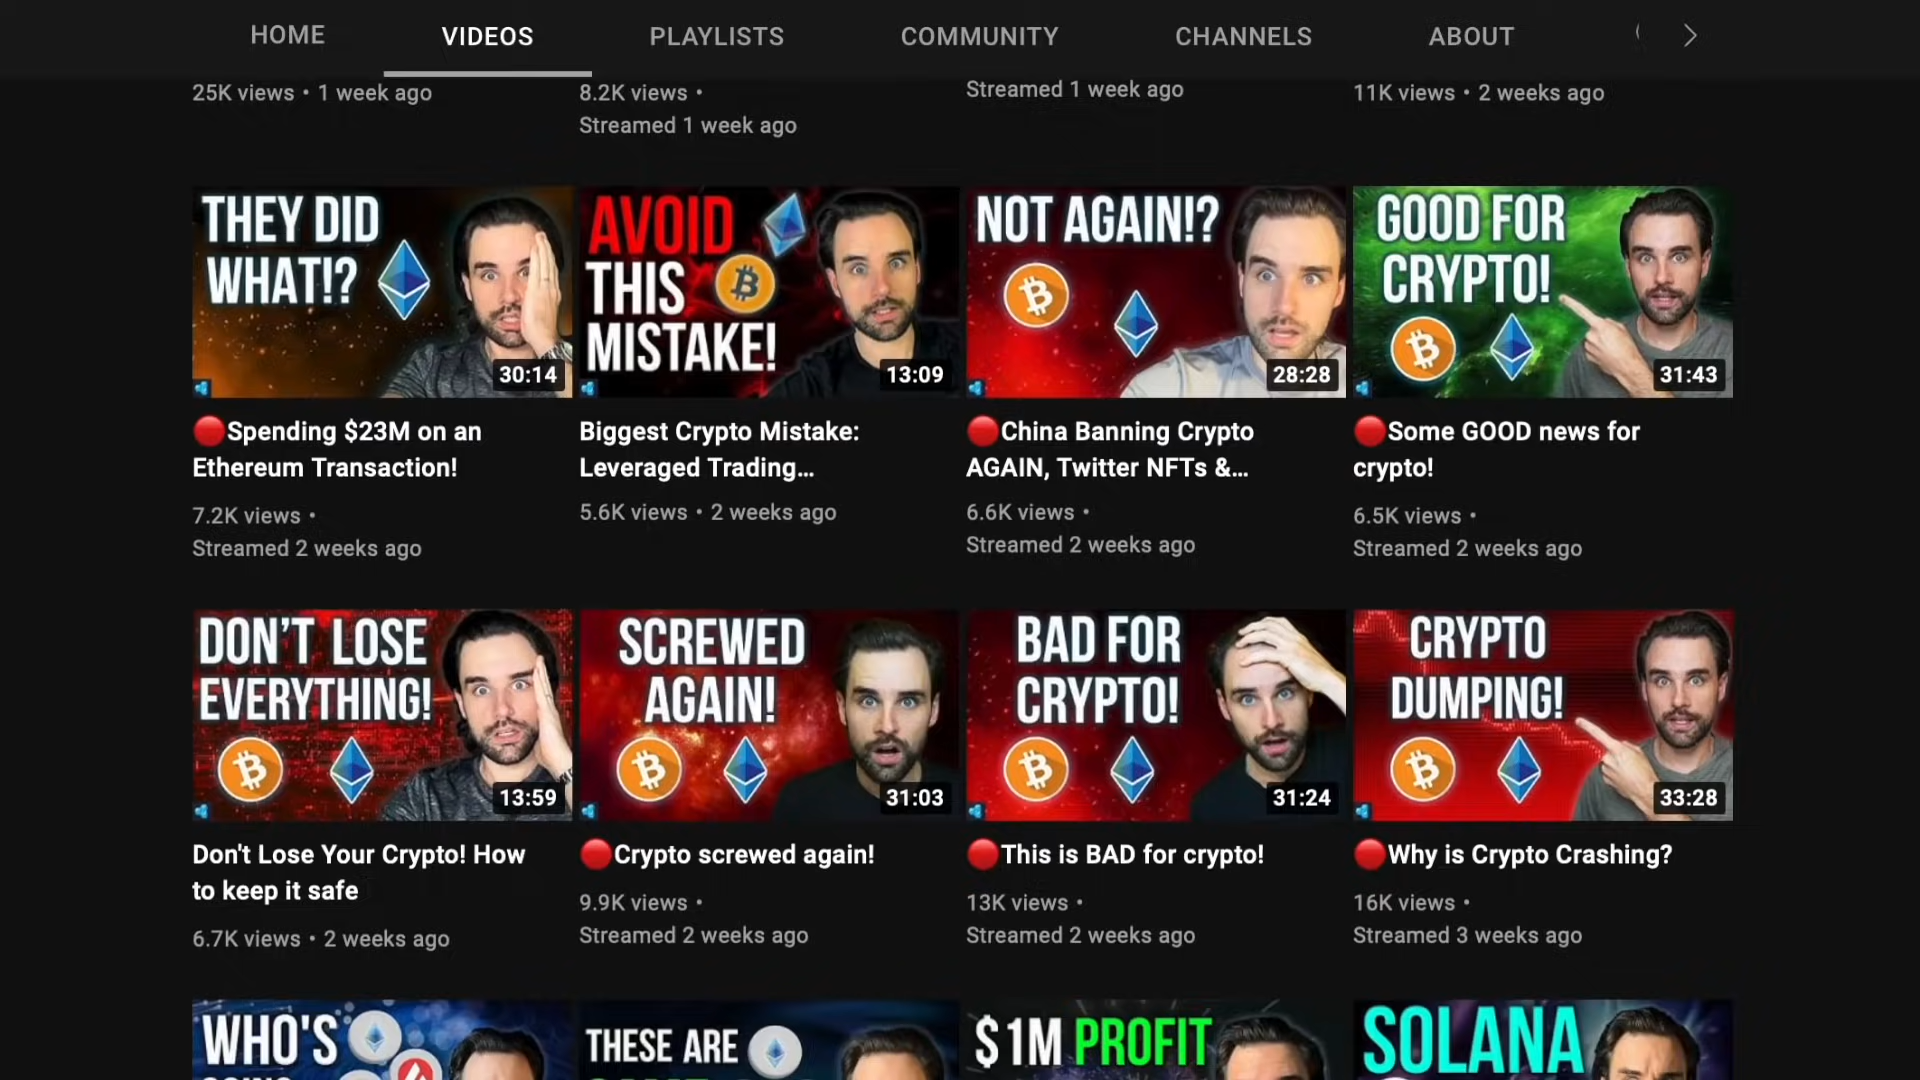 HOME
VIDEOS
PLAYLISTS
COMMUNITY
CHANNELS
ABOUT
25K views • 1 week ago
8.2K views •
Streamed 1 week ago
Streamed 1 week ago
11K views • 2 weeks ago
THEY DID
WHAT!?
30:14
AVOID
THIS
MISTAKE!
13:09
NOT AGAIN!?
28:28
GOOD FOR
CRYPTO!
31:43
🔴Spending $23M on an
Ethereum Transaction!
7.2K views •
Streamed 2 weeks ago
Biggest Crypto Mistake:
Leveraged Trading...
5.6K views • 2 weeks ago
🔴China Banning Crypto
AGAIN, Twitter NFTs &...
6.6K views •
Streamed 2 weeks ago
🔴Some GOOD news for
crypto!
6.5K views •
Streamed 2 weeks ago
DON'T LOSE
EVERYTHING!
13:59
SCREWED
AGAIN!
31:03
BAD FOR
CRYPTO!
31:24
CRYPTO
DUMPING!
33:28
Don't Lose Your Crypto! How
to keep it safe
6.7K views • 2 weeks ago
🔴Crypto screwed again!
9.9K views •
Streamed 2 weeks ago
🔴This is BAD for crypto!
13K views •
Streamed 2 weeks ago
🔴Why is Crypto Crashing?
16K views •
Streamed 3 weeks ago
WHO'S
THESE ARE
$1M PROFIT
SOLANA